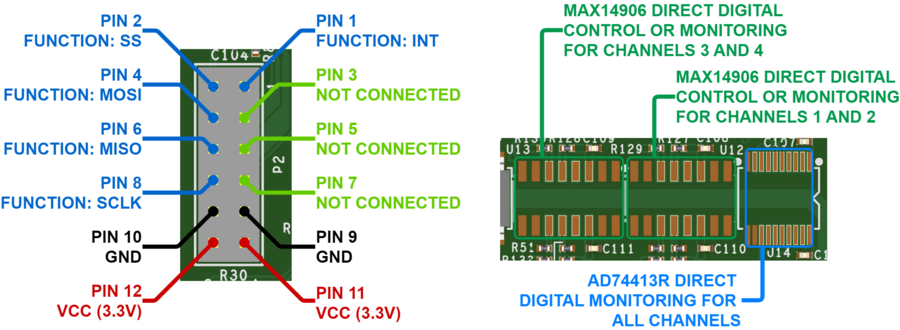 PIN 2
FUNCTION: SS
PIN 1
FUNCTION: INT
C104
PIN 4
FUNCTION: MOSI
PIN 3
NOT CONNECTED
PIN 6
FUNCTION: MISO
PIN 5
NOT CONNECTED
P2
PIN 8
FUNCTION: SCLK
PIN 7
NOT CONNECTED
R
PIN 10
GND
PIN 9
GND
R30
PIN 12
VCC (3.3V)
PIN 11
VCC (3.3V)
MAX14906 DIRECT DIGITAL
CONTROL OR MONITORING
FOR CHANNELS 3 AND 4
MAX14906 DIRECT DIGITAL
CONTROL OR MONITORING
FOR CHANNELS 1 AND 2
U13
R129
U12
R51
C111
C110
U14
AD74413R DIRECT
DIGITAL MONITORING FOR
ALL CHANNELS